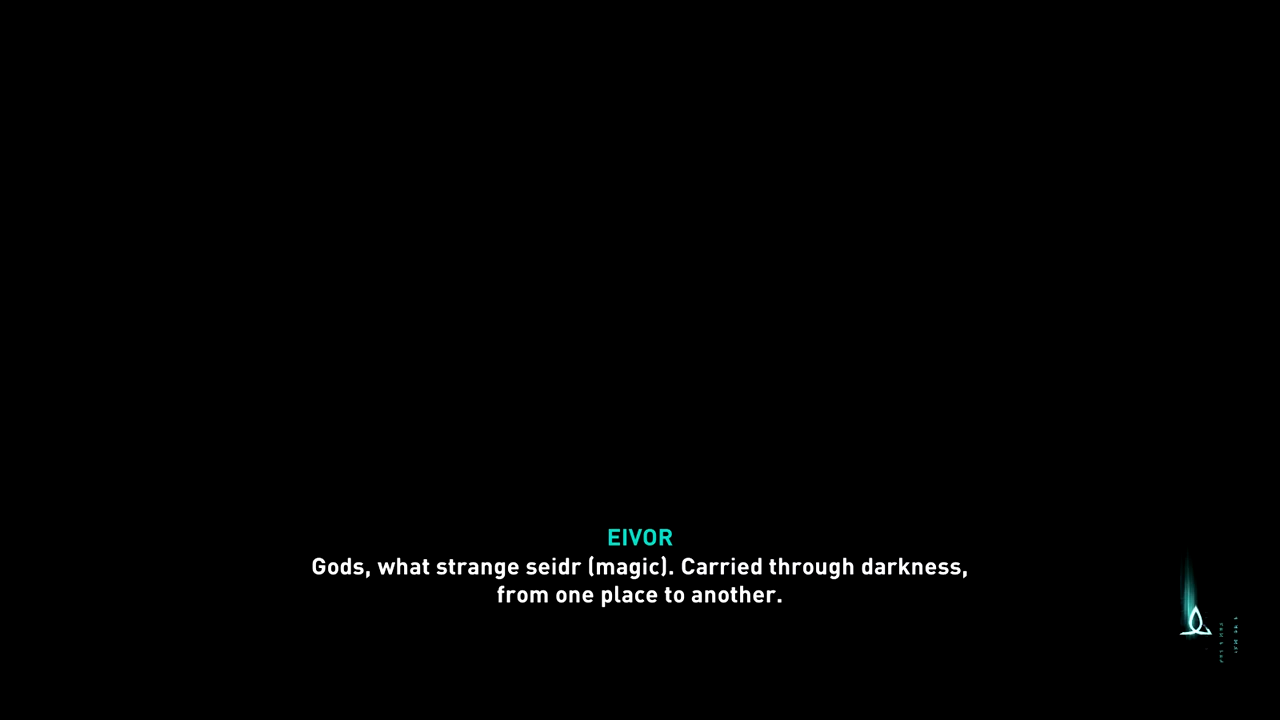 EIVOR
Gods, what strange seidr (magic). Carried through darkness,
from one place to another.